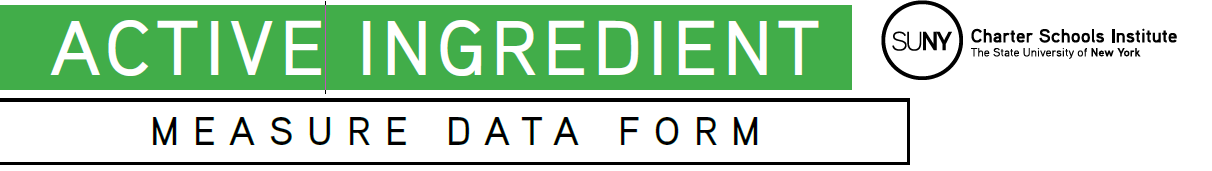 ACTIVE INGREDIENT
MEASURE DATA FORM
SUNY
Charter Schools Institute
The State University of New York